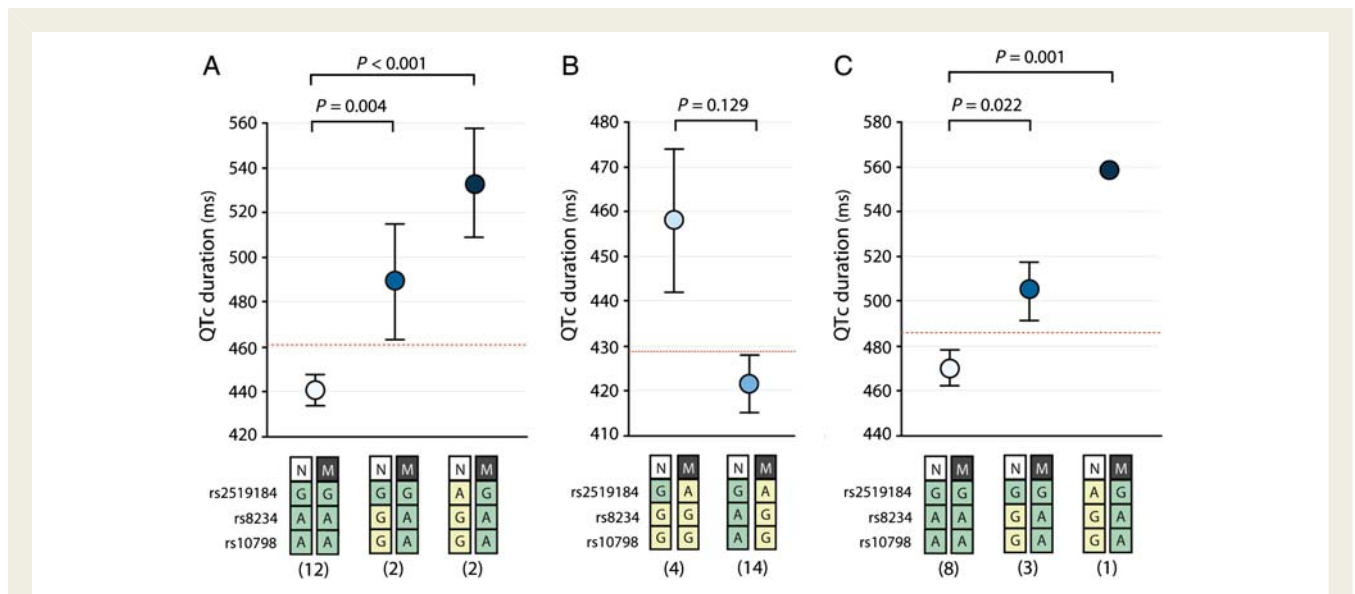 A
P < 0.001
P = 0.004
QTc duration (ms)
560
540
520
500
480
460
440
420
N M N M N M
rs2519184 G G G G A G
rs8234 A A G A G A
rs10798 A A G A G A
(12) (2) (2)
B
P = 0.129
QTc duration (ms)
480
470
460
450
440
430
420
410
N M N M
G A G A
G G A G
G G A G
(4) (14)
C
P = 0.001
P = 0.022
QTc duration (ms)
580
560
540
520
500
480
460
440
N M N M N M
rs2519184 G G G G A G
rs8234 A A G A G A
rs10798 A A G A G A
(8) (3) (1)